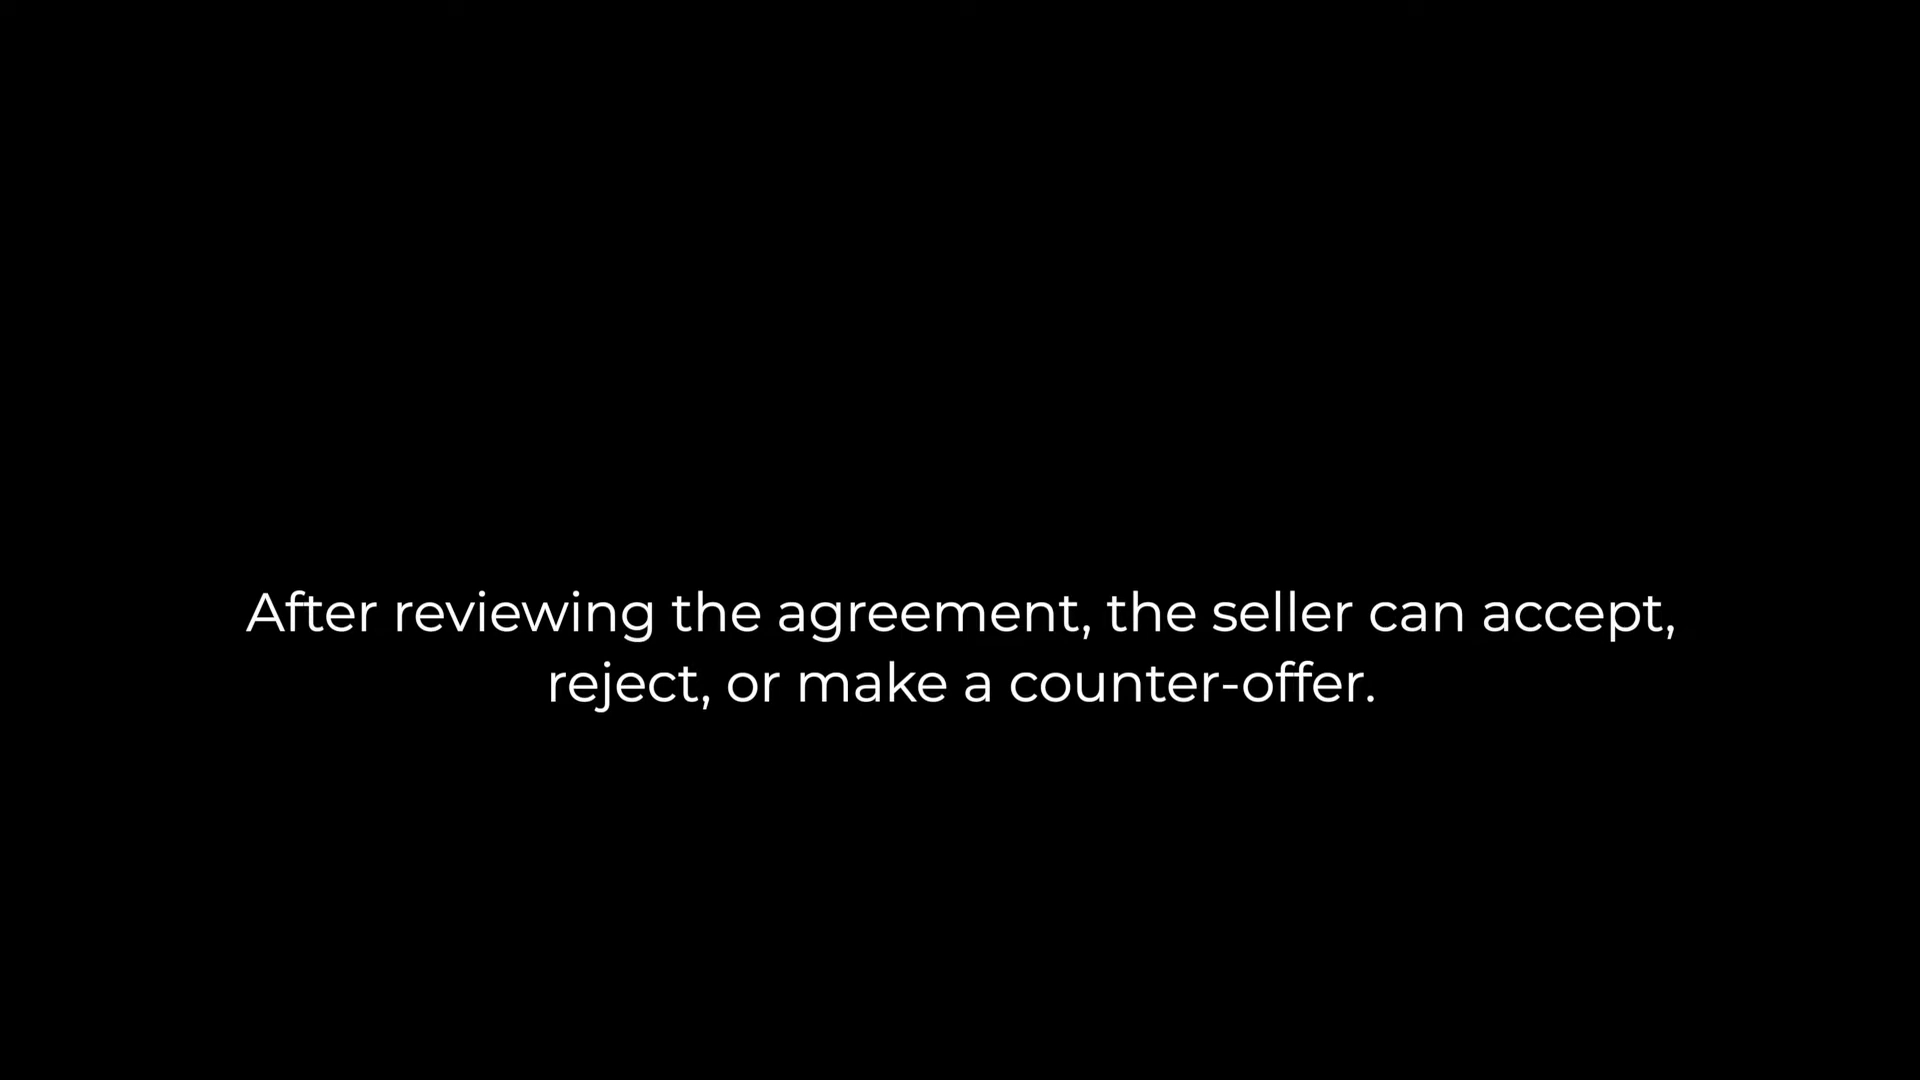 After reviewing the agreement, the seller can accept,
reject, or make a counter-offer.